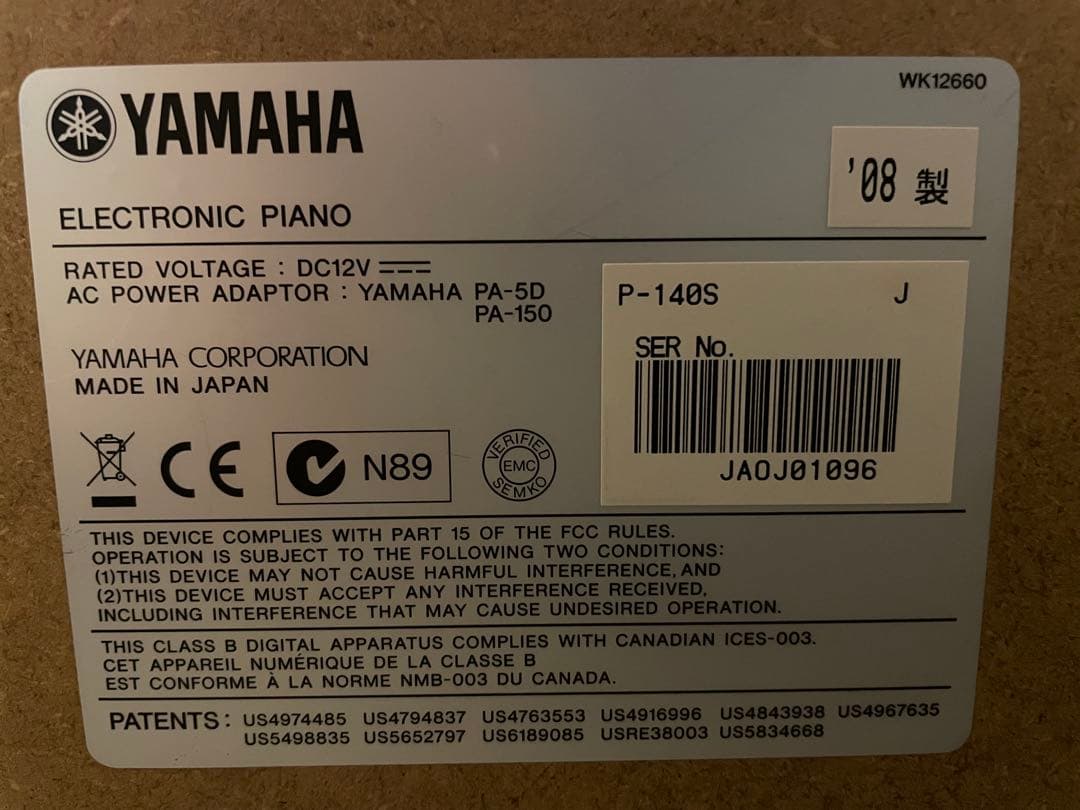 WK12660
YAMAHA
'08 製
ELECTRONIC PIANO
RATED VOLTAGE : DC12V
AC POWER ADAPTOR : YAMAHA PA-5D
PA-150
P-140S J
SER No.
JAOJ01096
YAMAHA CORPORATION
MADE IN JAPAN
CE
N89
VERIFIED
EMC
SEMKO
THIS DEVICE COMPLIES WITH PART 15 OF THE FCC RULES.
OPERATION IS SUBJECT TO THE FOLLOWING TWO CONDITIONS:
(1)THIS DEVICE MAY NOT CAUSE HARMFUL INTERFERENCE, AND
(2)THIS DEVICE MUST ACCEPT ANY INTERFERENCE RECEIVED,
INCLUDING INTERFERENCE THAT MAY CAUSE UNDESIRED OPERATION.
THIS CLASS B DIGITAL APPARATUS COMPLIES WITH CANADIAN ICES-003.
CET APPAREIL NUMÉRIQUE DE LA CLASSE B
EST CONFORME À LA NORME NMB-003 DU CANADA.
PATENTS : US4974485 US4794837 US4763553 US4916996 US4843938 US4967635
US5498835 US5652797 US6189085 USRE38003 US5834668